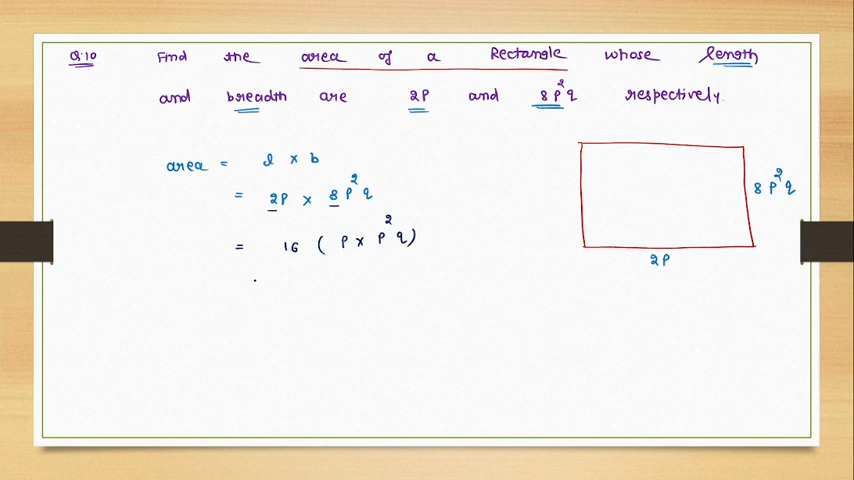 Q:10 Find the area of a Rectangle whose length
and breadth are 2P and 8P²q respectively.
area = l × b
= 2P × 8P²q
= 16 ( P × P²q )
8P²q
2P